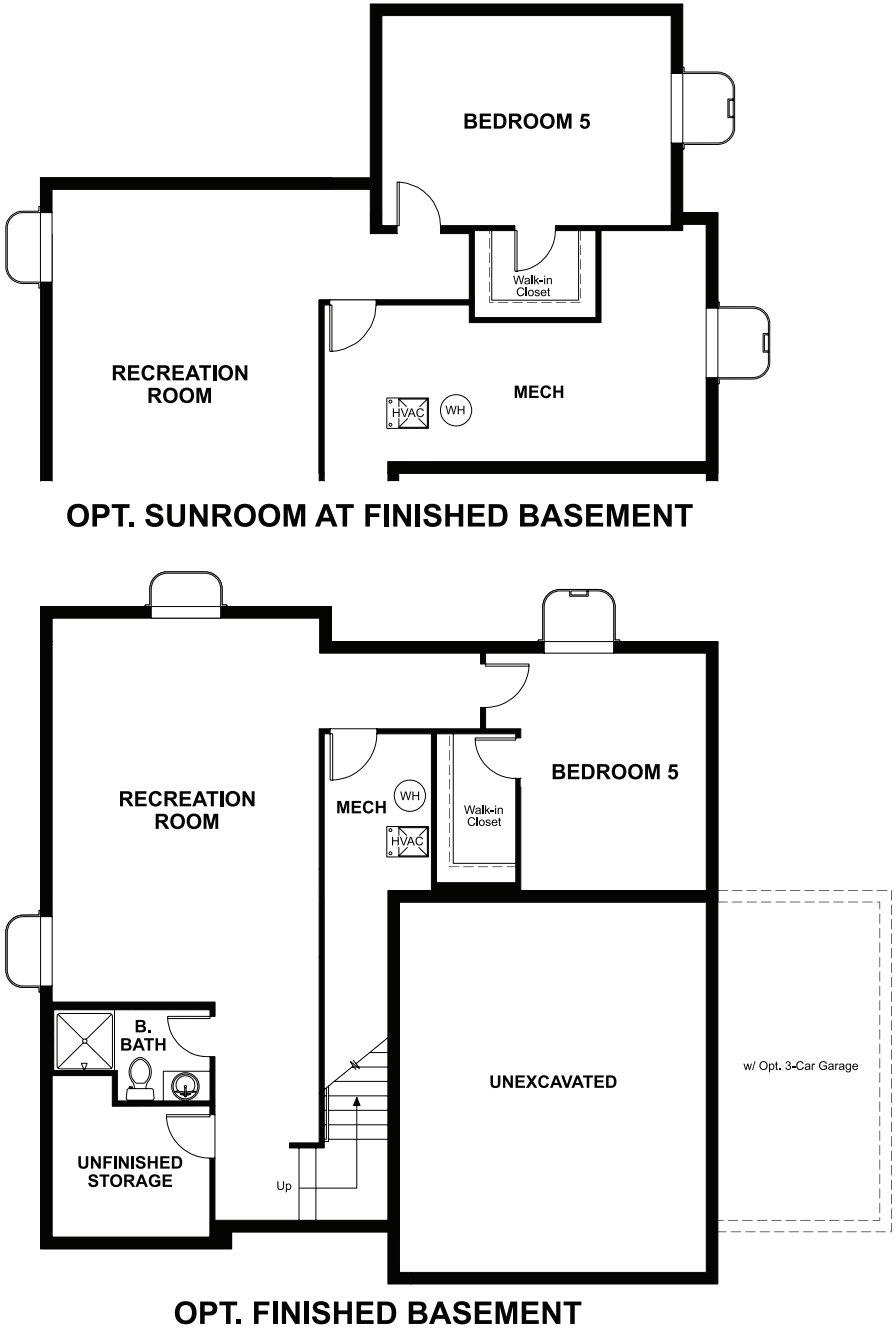 BEDROOM 5
Walk-in
Closet
RECREATION
ROOM
MECH
HVAC
WH
OPT. SUNROOM AT FINISHED BASEMENT
BEDROOM 5
RECREATION
ROOM
MECH
WH
HVAC
Walk-in
Closet
B.
BATH
UNEXCAVATED
w/ Opt. 3-Car Garage
UNFINISHED
STORAGE
Up
OPT. FINISHED BASEMENT